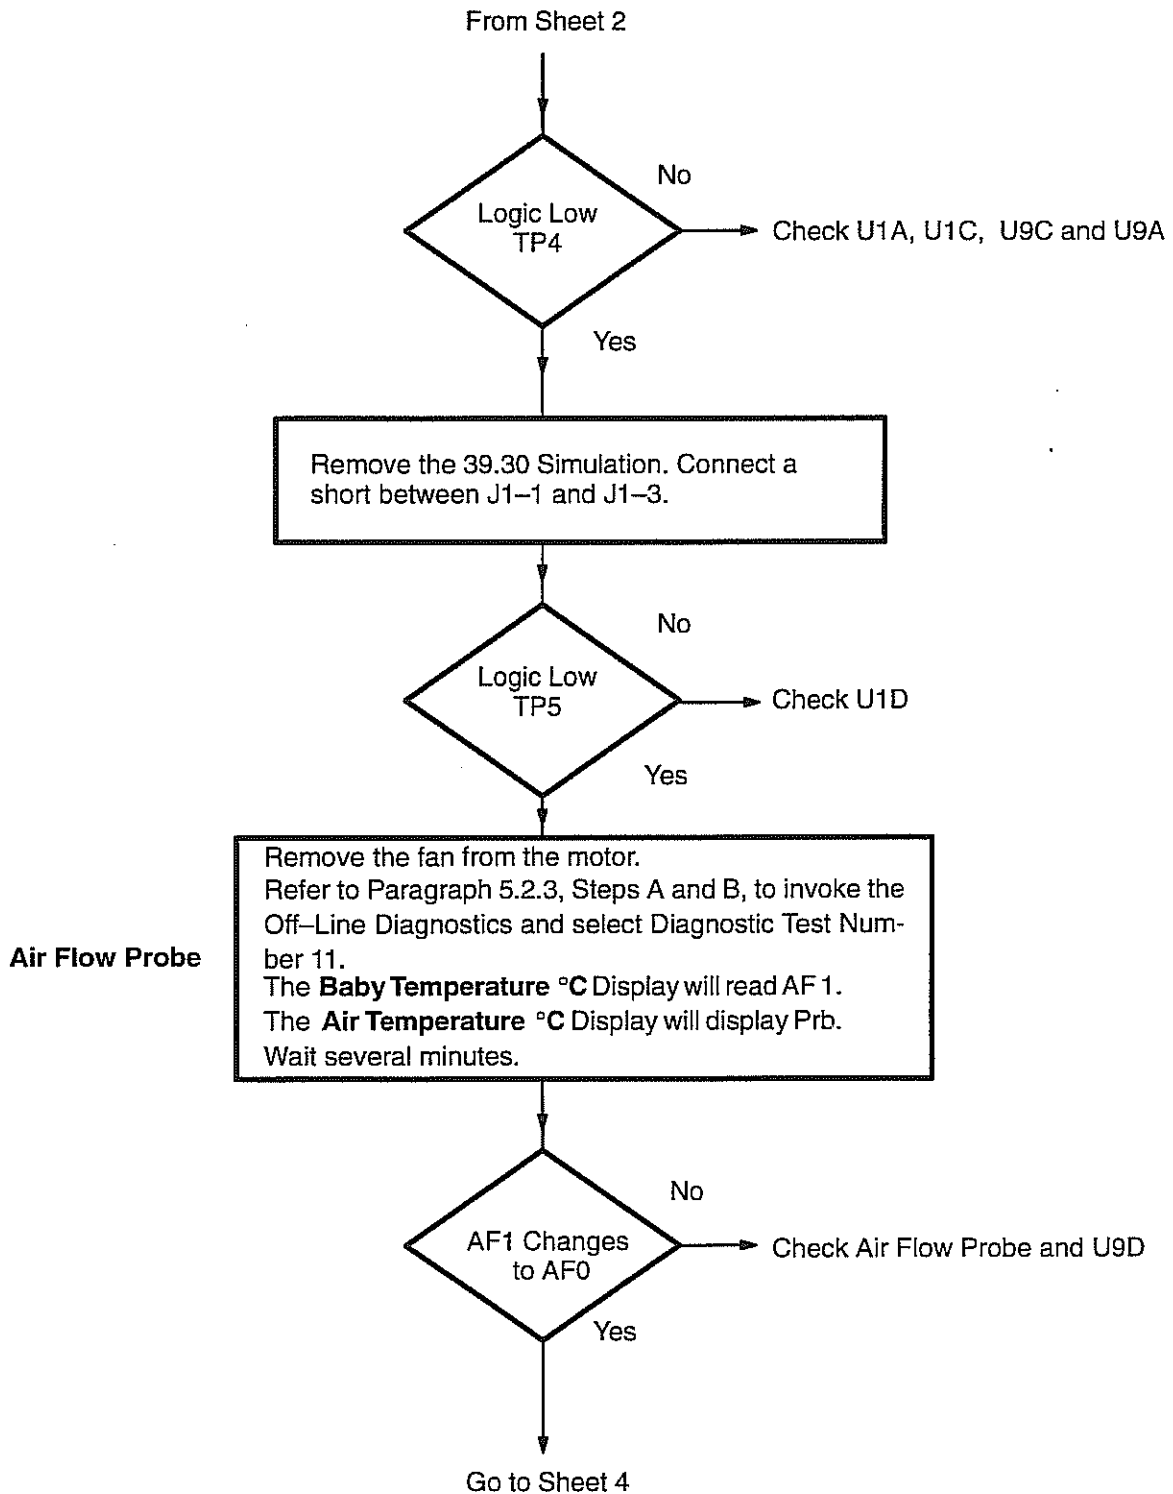 From Sheet 2
No
Logic Low
TP4
Check U1A, U1C, U9C and U9A
Yes
Remove the 39.30 Simulation. Connect a
short between J1–1 and J1–3.
No
Logic Low
TP5
Check U1D
Yes
Air Flow Probe
Remove the fan from the motor.
Refer to Paragraph 5.2.3, Steps A and B, to invoke the
Off–Line Diagnostics and select Diagnostic Test Num-
ber 11.
The Baby Temperature °C Display will read AF 1.
The Air Temperature °C Display will display Prb.
Wait several minutes.
No
AF1 Changes
to AF0
Check Air Flow Probe and U9D
Yes
Go to Sheet 4